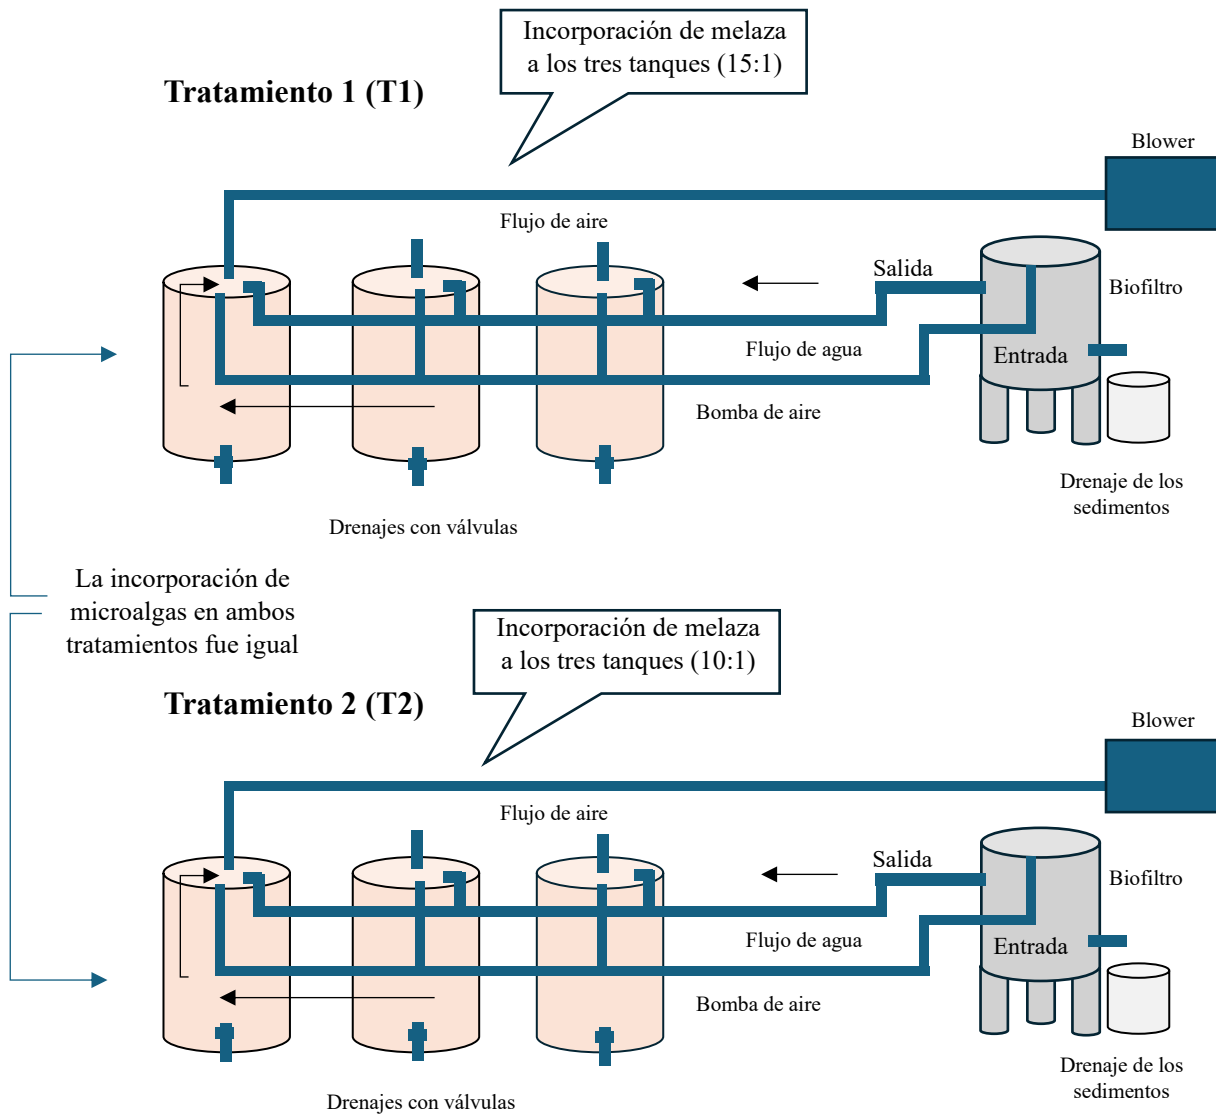 Incorporación de melaza
a los tres tanques (15:1)
Tratamiento 1 (T1)
Blower
Flujo de aire
Salida
Biofiltro
Flujo de agua
Entrada
Bomba de aire
Drenaje de los
sedimentos
Drenajes con válvulas
La incorporación de
microalgas en ambos
tratamientos fue igual
Incorporación de melaza
a los tres tanques (10:1)
Tratamiento 2 (T2)
Blower
Flujo de aire
Salida
Biofiltro
Flujo de agua
Entrada
Bomba de aire
Drenaje de los
sedimentos
Drenajes con válvulas